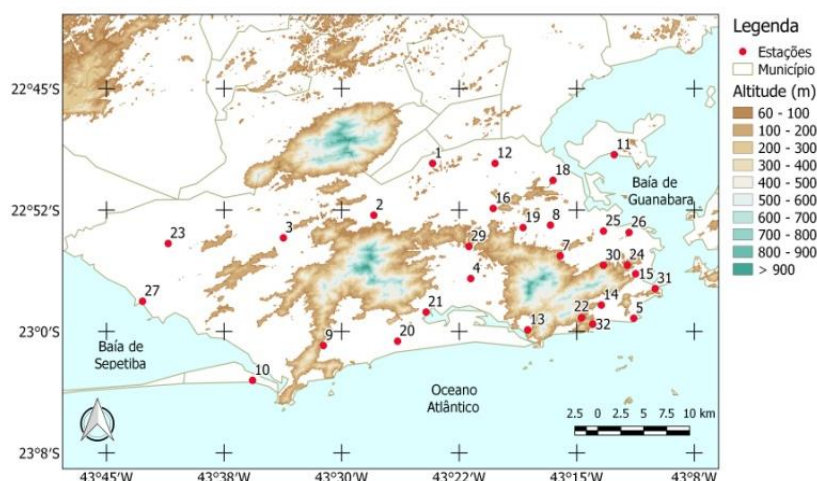 Legenda
Estações
Município
Altitude (m)
60 - 100
100 - 200
200 - 300
300 - 400
400 - 500
500 - 600
600 - 700
700 - 800
800 - 900
> 900
22°45'S
22°52'S
23°0'S
23°8'S
43°45'W
43°38'W
43°30'W
43°22'W
43°15'W
43°8'W
Baía de
Guanabara
Baía de
Sepetiba
Oceano
Atlântico
2.5 0 2.5 5 7.5 10 km
1
12
11
18
2
16
3
19
8
25
26
23
29
7
4
30
24
15
31
27
21
14
22
32
5
13
20
9
10